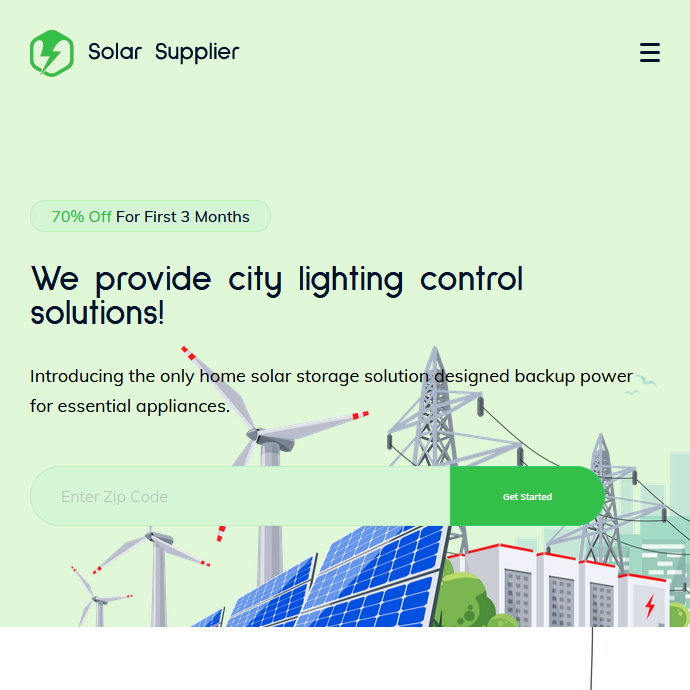 Solar Supplier
70% Off For First 3 Months
We provide city lighting control
solutions!
Introducing the only home solar storage solution designed backup power
for essential appliances.
Enter Zip Code
Get Started